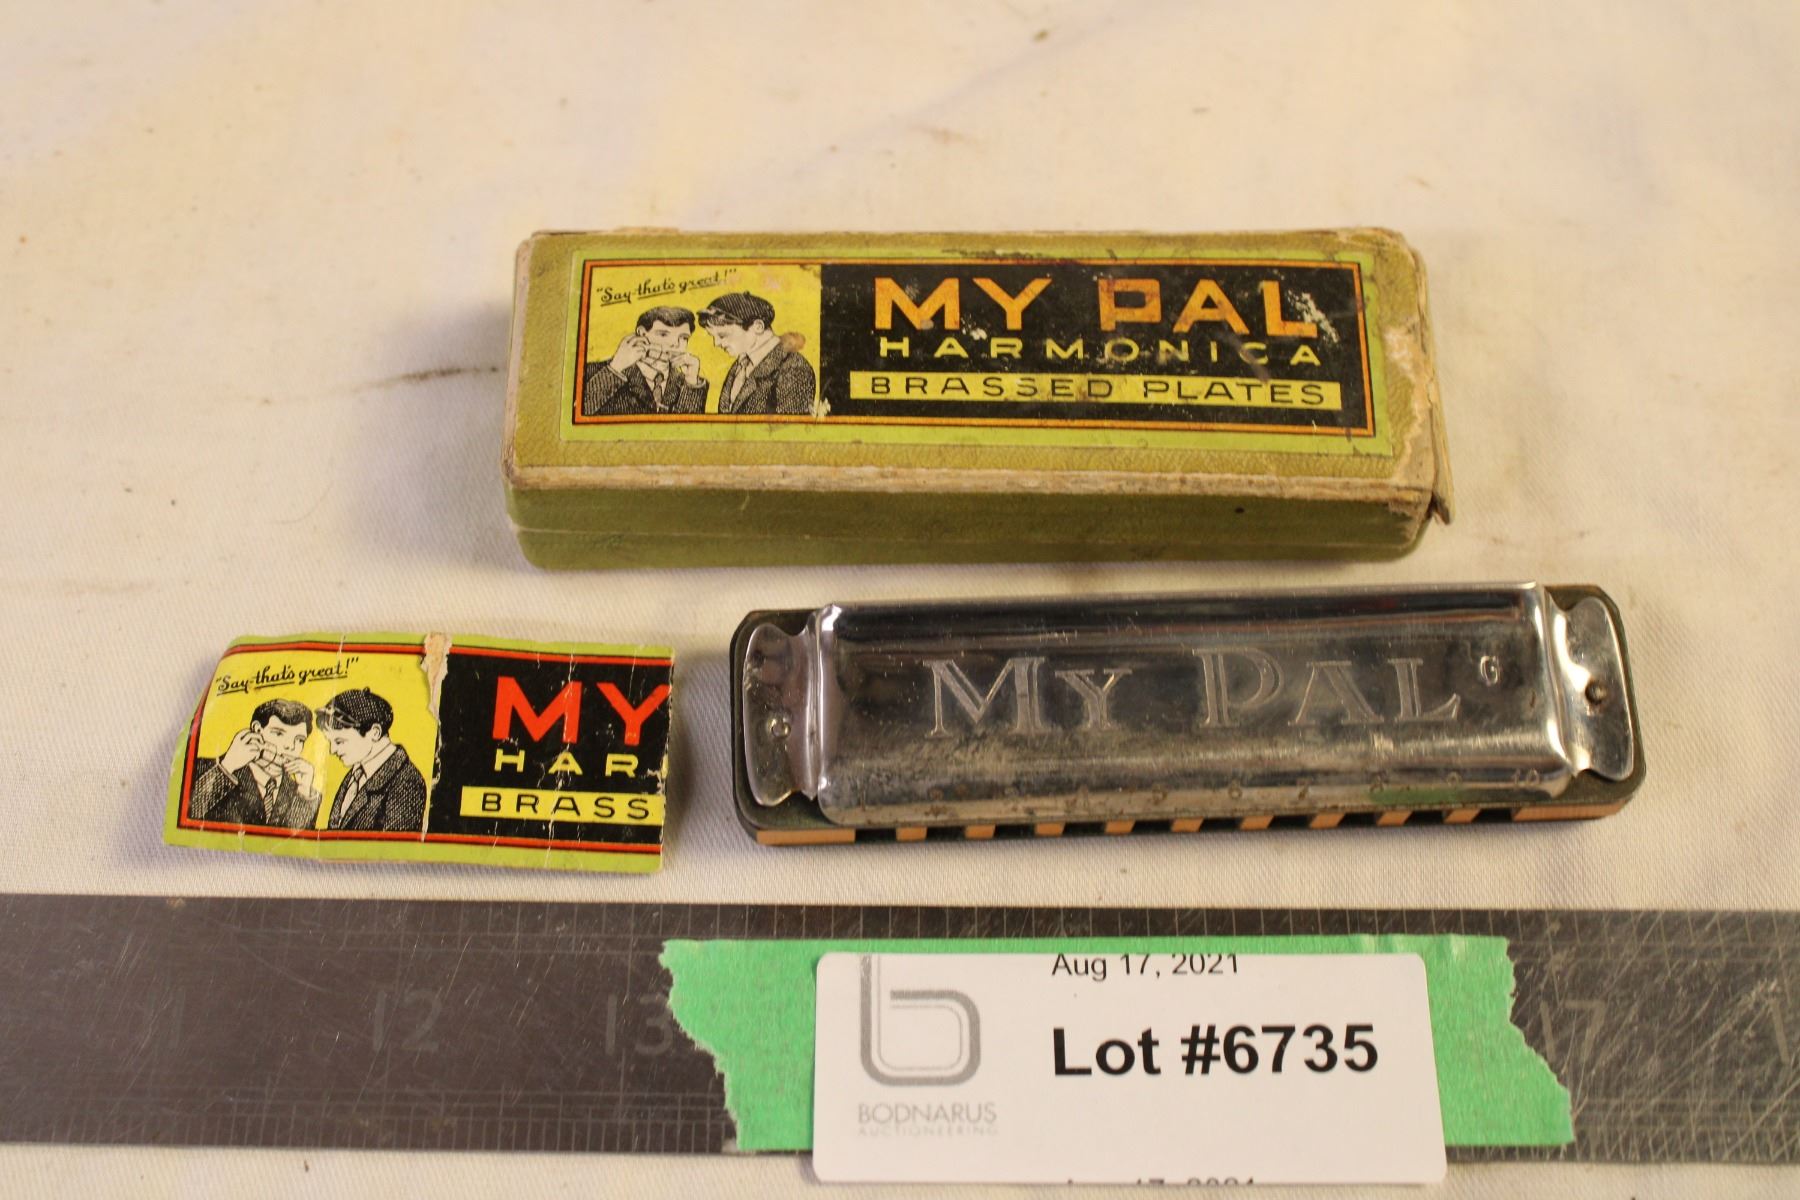 "Say-that's great!"
MY PAL
HARMONICA
BRASSED PLATES
"Say-that's great!"
MY
HAR
BRASS
MY PAL G
11 12 13 17
Aug 17, 2021
Lot #6735
BODNARUS
AUCTIONEERING